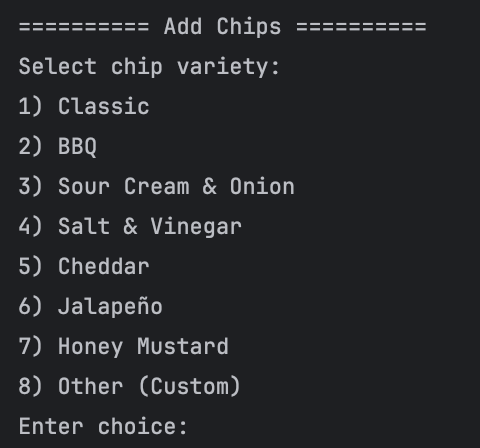 ========== Add Chips ==========
Select chip variety:
1) Classic
2) BBQ
3) Sour Cream & Onion
4) Salt & Vinegar
5) Cheddar
6) Jalapeño
7) Honey Mustard
8) Other (Custom)
Enter choice: